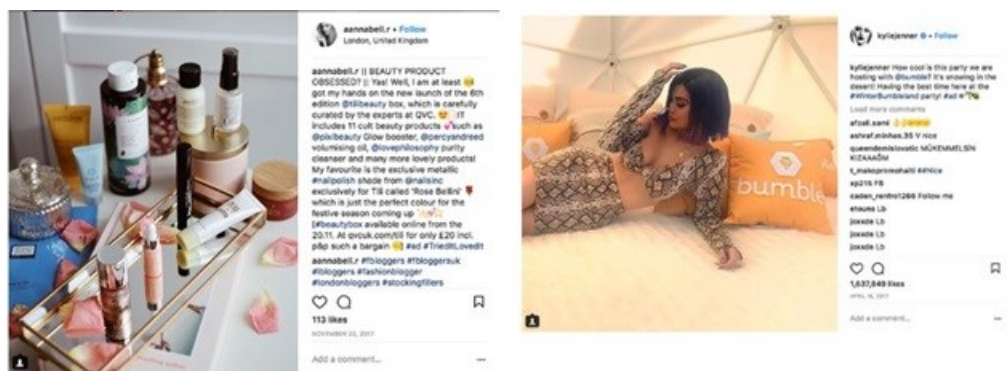 aannabell.r • Follow
London, United Kingdom
aannabell.r || BEAUTY PRODUCT
OBSESSED? || Yas! Well, I am at least
got my hands on the new launch of the 6th
edition @tilibeauty box, which is carefully
curated by the experts at QVC. || IT
includes 11 cult beauty products such as
@pixibeauty Glow booster, @percyandreed
volumising oil, @lovephilosophy purity
cleanser and many more lovely products!
My favourite is the exclusive metallic
#nailpolish shade from @nailsinc
exclusively for Tili called 'Rose Bellini'
which is just the perfect colour for the
festive season coming up
(#beautybox available online from the
20.11. At qvcuk.com/till for only £20 incl.
p&p such a bargain #ad #TriedItLovedIt
aannabell.r #fbloggers #fbloggersuk
#lbloggers #fashionblogger
#londonbloggers #stockingfillers
113 likes
NOVEMBER 22, 2017
Add a comment...
bumble
kyliejenner • Follow
kyliejenner How cool is this party we are
hosting with @bumble? It's snowing in the
desert! Having the best time here at the
#WinterBumbleland party! #ad
Load more comments
afzali.sami
ashraf.minhas.35 V nice
queendemislovatic MÜKEMMELSİN
KIZAAAĞM
t_makopromohalti ##Nice
xp215 FB
caden_rentro1266 Follow me
etsuns Lb
joxxde Lb
joxxde Lb
joxxde Lb
1,637,849 likes
APRIL 16, 2017
Add a comment...